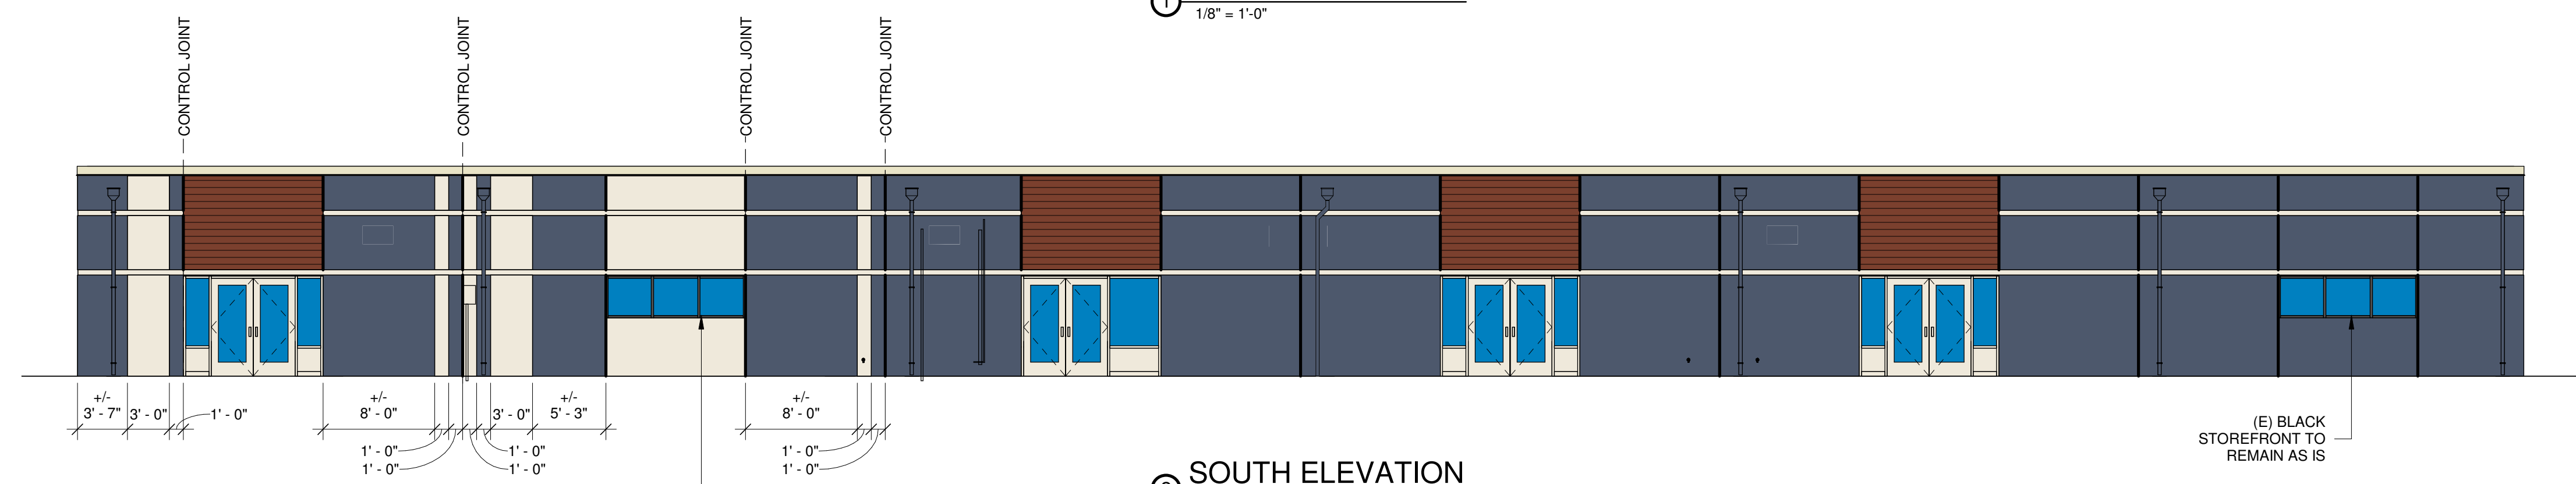 1
1/8" = 1'-0"
CONTROL JOINT
CONTROL JOINT
CONTROL JOINT
CONTROL JOINT
+/-
3' - 7"
3' - 0"
1' - 0"
+/-
8' - 0"
1' - 0"
1' - 0"
1' - 0"
1' - 0"
3' - 0"
+/-
5' - 3"
+/-
8' - 0"
1' - 0"
1' - 0"
(E) BLACK
STOREFRONT TO
REMAIN AS IS
SOUTH ELEVATION